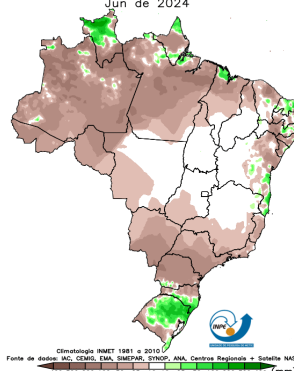 Jun de 2024
INPE
Climatologia INMET 1981 a 2010
Fonte de dados: IAC, CEMIG, EMA, SIMEPAR, SYNOP, ANA, Centros Regionais + Satelite NAS